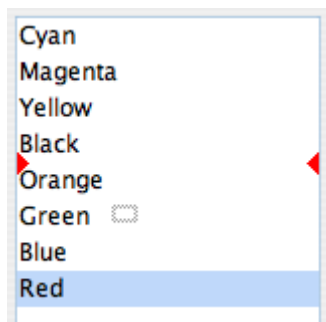 Cyan
Magenta
Yellow
Black
Orange
Green
Blue
Red